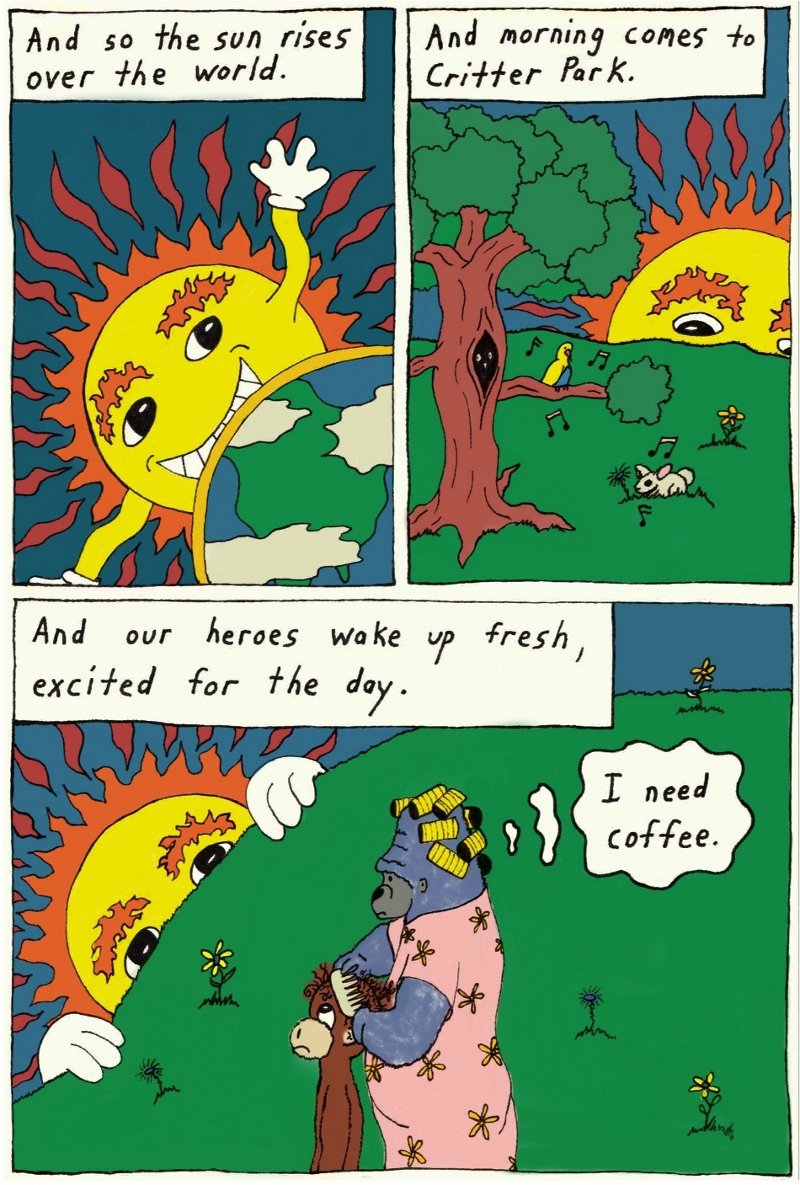 And so the sun rises
over the world.
And morning comes to
Critter Park.
And our heroes wake up fresh,
excited for the day.
I need
coffee.